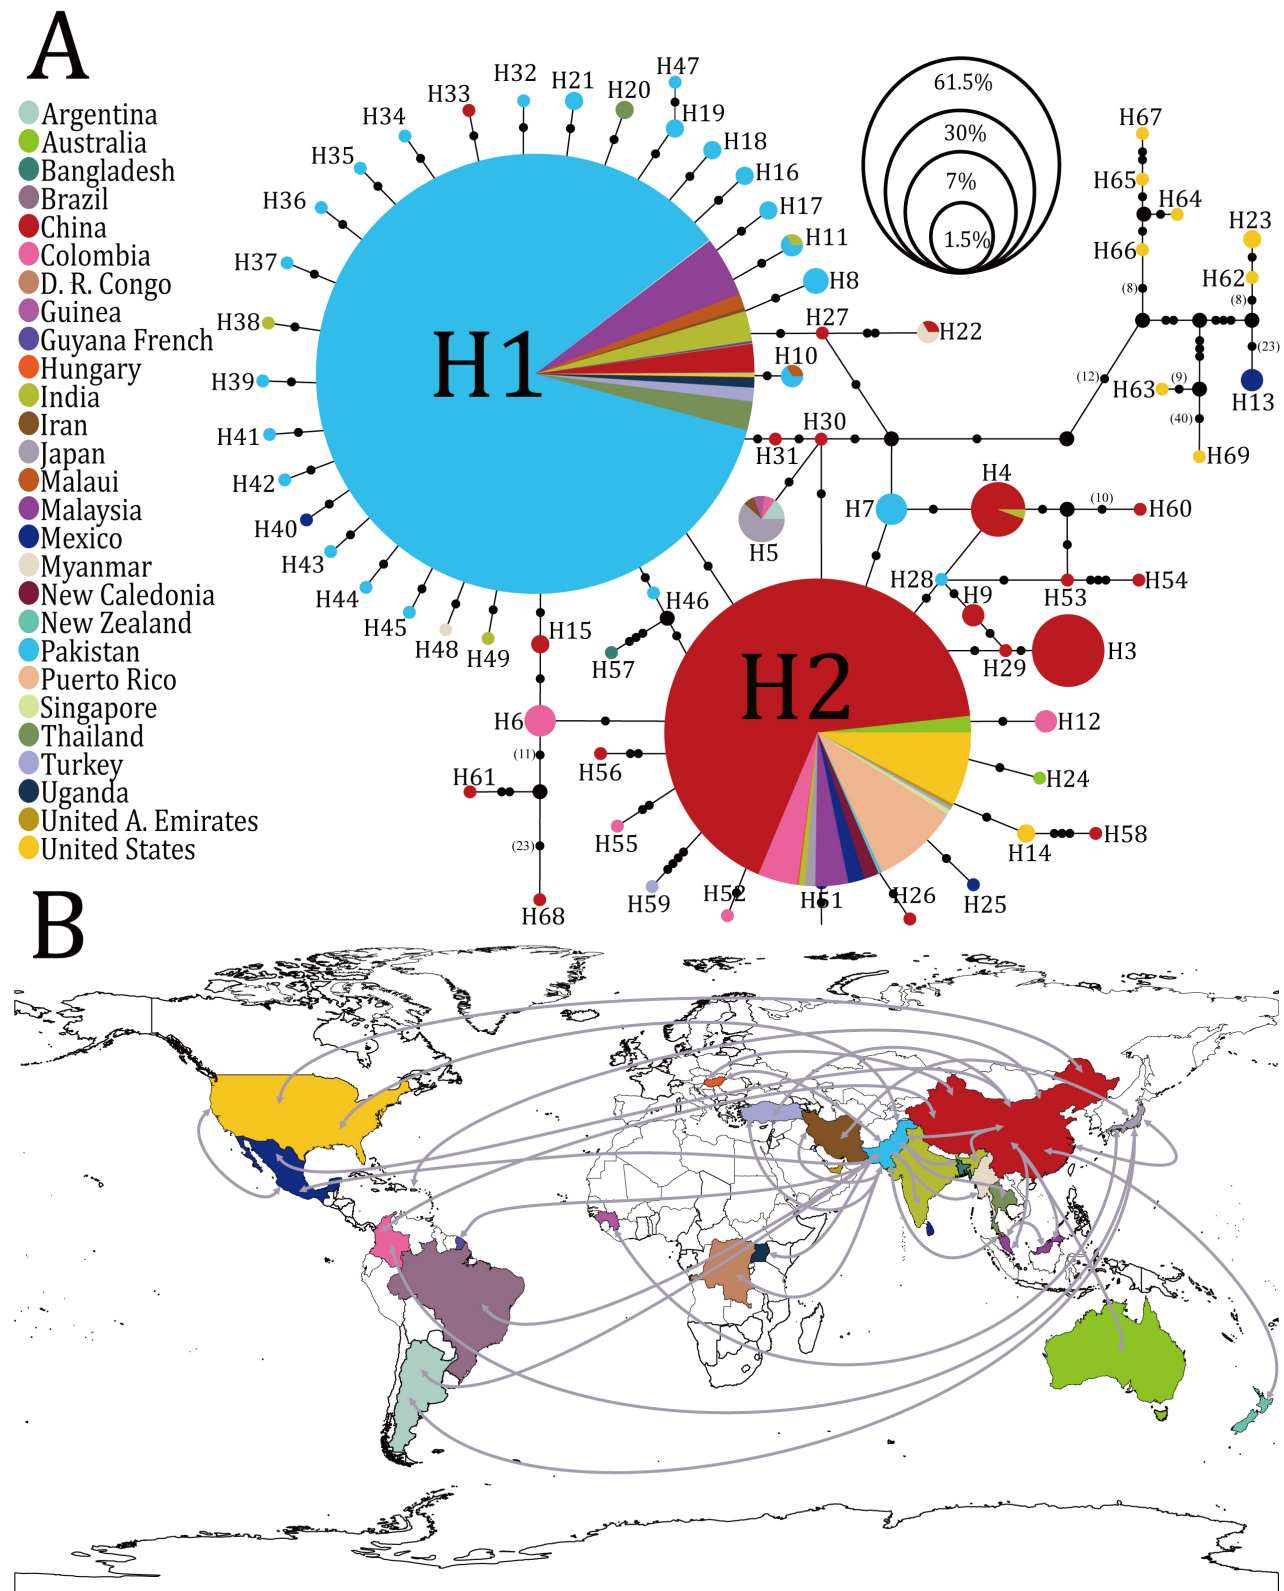 A
Argentina
Australia
Bangladesh
Brazil
China
Colombia
D. R. Congo
Guinea
Guyana French
Hungary
India
Iran
Japan
Malaui
Malaysia
Mexico
Myanmar
New Caledonia
New Zealand
Pakistan
Puerto Rico
Singapore
Thailand
Turkey
Uganda
United A. Emirates
United States
61.5%
30%
7%
1.5%
H47
H32
H21
H20
H33
H19
H34
H18
H35
H16
H36
H17
H11
H37
H8
H38
H27
H22
H1
H10
H39
H30
H41
H31
H42
H40
H5
H43
H44
H45
H48
H49
H46
H15
H57
H67
H65
H64
H66
H23
H62
(8)
(8)
(23)
(12)
H63
(9)
H13
(40)
H69
H4
H7
(10)
H60
H28
H9
H53
H54
H29
H3
H2
H6
H12
(11)
H56
H61
H24
H55
H14
H58
(23)
H59
H52
H51
H26
H25
H68
B